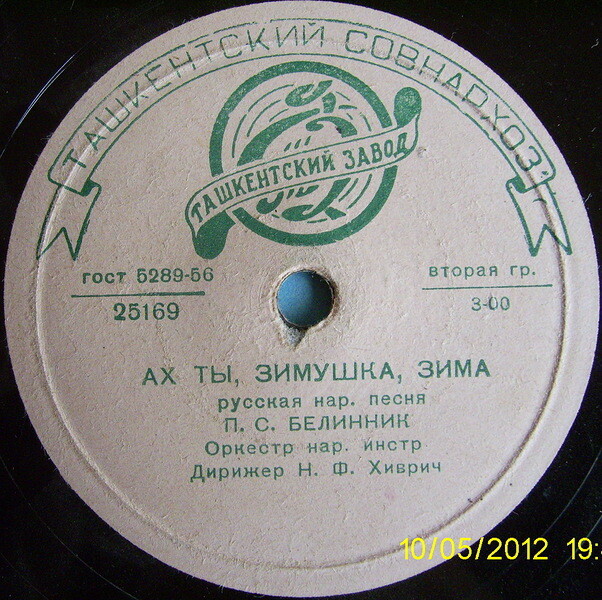 ТАШКЕНТСКИЙ СОВНАРХОЗ
ТАШКЕНТСКИЙ ЗАВОД
гост 5289-56
25169
вторая гр.
3-00
АХ ТЫ, ЗИМУШКА, ЗИМА
русская нар. песня
П. С. БЕЛИННИК
Оркестр нар. инстр
Дирижер Н. Ф. Хиврич
10/05/2012 19: